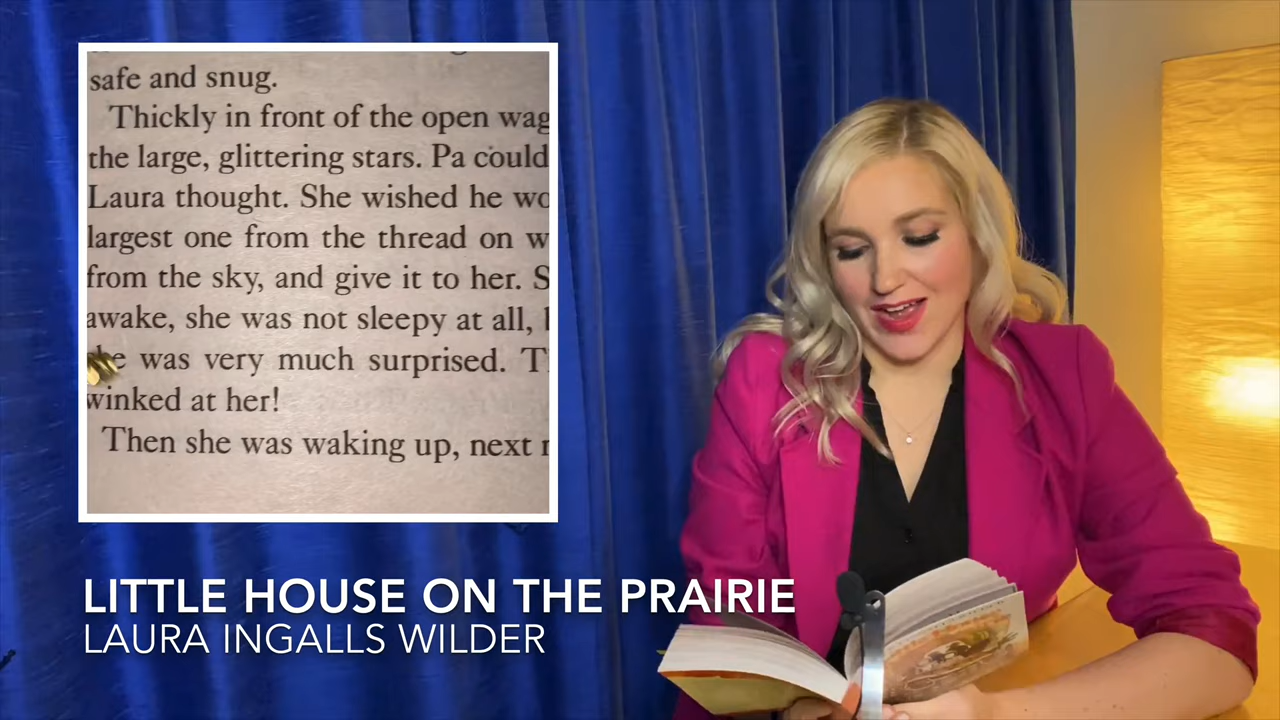 safe and snug.
Thickly in front of the open wag
the large, glittering stars. Pa could
Laura thought. She wished he wo
largest one from the thread on w
from the sky, and give it to her. S
awake, she was not sleepy at all,
she was very much surprised. T
winked at her!
Then she was waking up, next
LITTLE HOUSE ON THE PRAIRIE
LAURA INGALLS WILDER